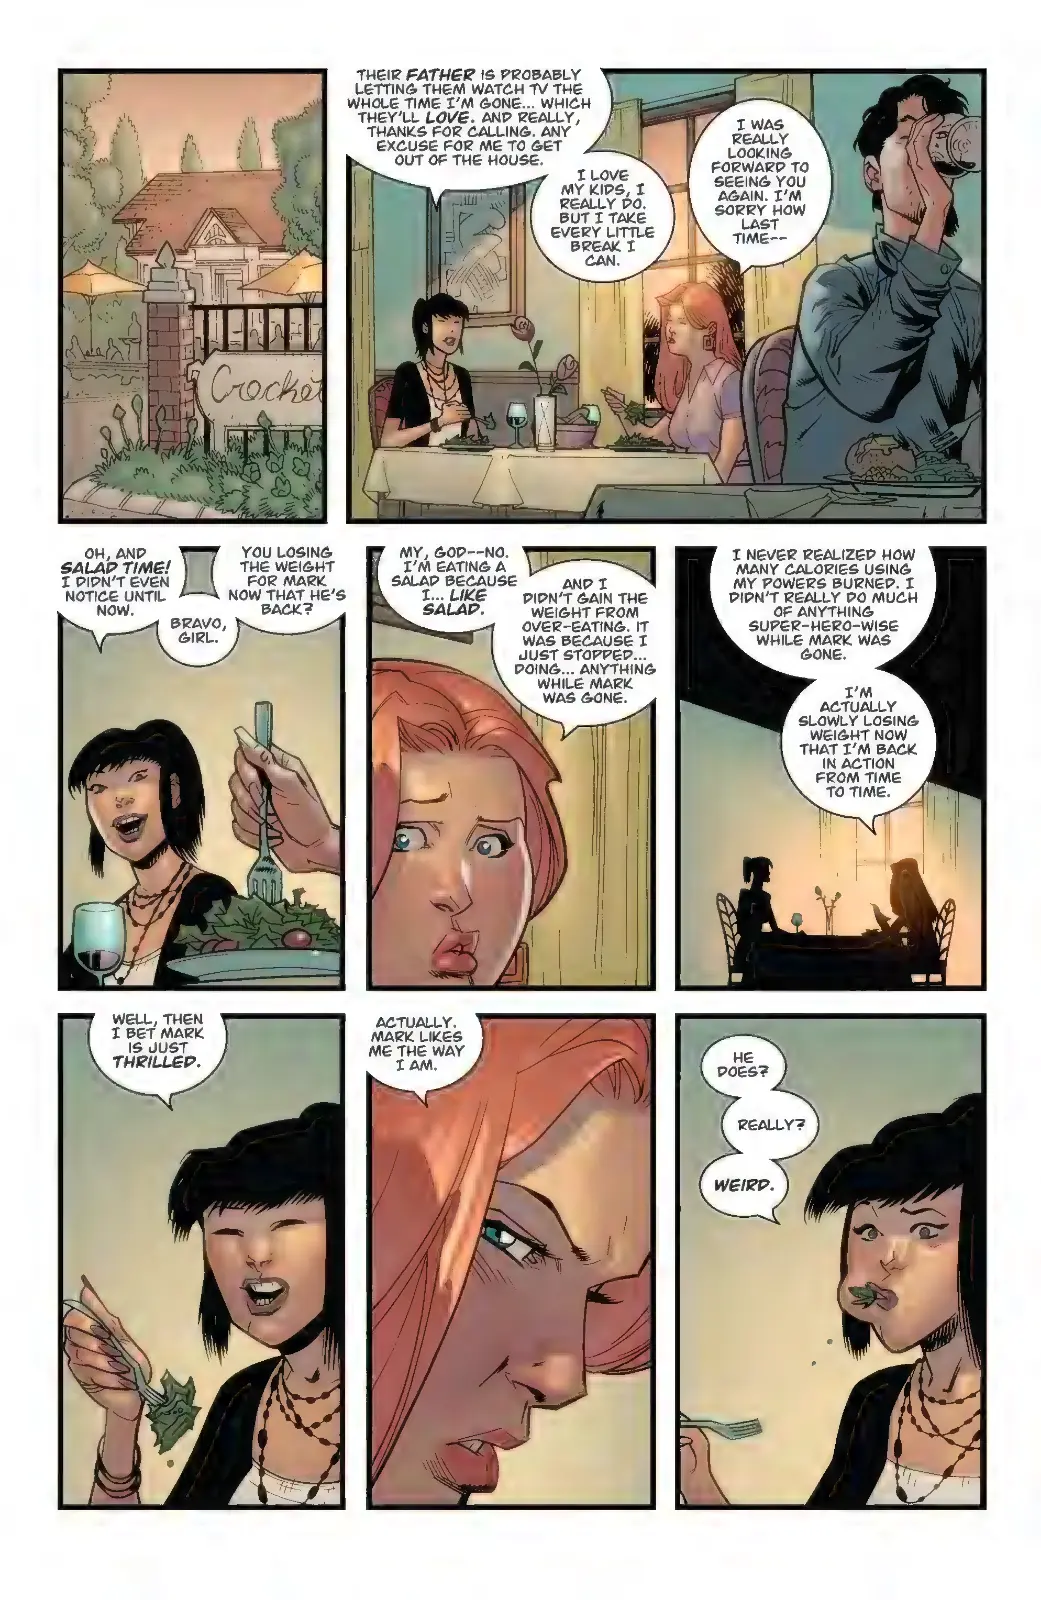 THEIR FATHER IS PROBABLY
LETTING THEM WATCH TV THE
WHOLE TIME I'M GONE... WHICH
THEY'LL LOVE. AND REALLY,
THANKS FOR CALLING. ANY
EXCUSE FOR ME TO GET
OUT OF THE HOUSE.
I LOVE
MY KIDS, I
REALLY DO.
BUT I TAKE
EVERY LITTLE
BREAK I
CAN.
I WAS
REALLY
LOOKING
FORWARD TO
SEEING YOU
AGAIN. I'M
SORRY HOW
LAST
TIME--
Crocket
OH, AND
SALAD TIME!
I DIDN'T EVEN
NOTICE UNTIL
NOW.
BRAVO,
GIRL.
YOU LOSING
THE WEIGHT
FOR MARK
NOW THAT HE'S
BACK?
MY, GOD--NO.
I'M EATING A
SALAD BECAUSE
I... LIKE
SALAD.
AND I
DIDN'T GAIN THE
WEIGHT FROM
OVER-EATING. IT
WAS BECAUSE I
JUST STOPPED...
DOING... ANYTHING
WHILE MARK
WAS GONE.
I NEVER REALIZED HOW
MANY CALORIES USING
MY POWERS BURNED. I
DIDN'T REALLY DO MUCH
OF ANYTHING
SUPER-HERO-WISE
WHILE MARK WAS
GONE.
I'M
ACTUALLY
SLOWLY LOSING
WEIGHT NOW
THAT I'M BACK
IN ACTION
FROM TIME
TO TIME.
WELL, THEN
I BET MARK
IS JUST
THRILLED.
ACTUALLY.
MARK LIKES
ME THE WAY
I AM.
HE
DOES?
REALLY?
WEIRD.